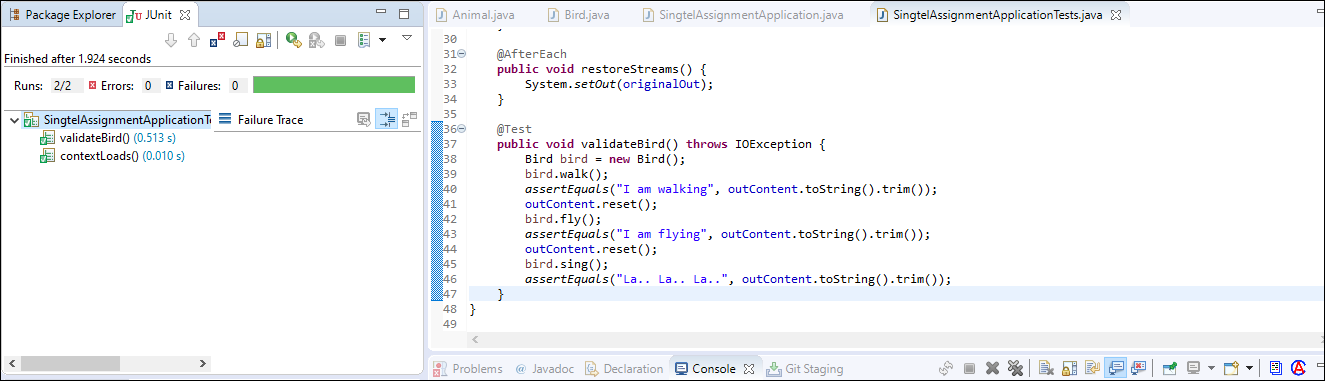 Package Explorer JUnit
Finished after 1.924 seconds
Runs: 2/2 Errors: 0 Failures: 0
SingtelAssignmentApplicationTe
validateBird() (0.513 s)
contextLoads() (0.010 s)
Failure Trace
Animal.java Bird.java SingtelAssignmentApplication.java SingtelAssignmentApplicationTests.java
30 }
31 @AfterEach
32 public void restoreStreams() {
33 System.setOut(originalOut);
34 }
35
36 @Test
37 public void validateBird() throws IOException {
38 Bird bird = new Bird();
39 bird.walk();
40 assertEquals("I am walking", outContent.toString().trim());
41 outContent.reset();
42 bird.fly();
43 assertEquals("I am flying", outContent.toString().trim());
44 outContent.reset();
45 bird.sing();
46 assertEquals("La.. La.. La..", outContent.toString().trim());
47 }
48 }
49
Problems @ Javadoc Declaration Console Git Staging